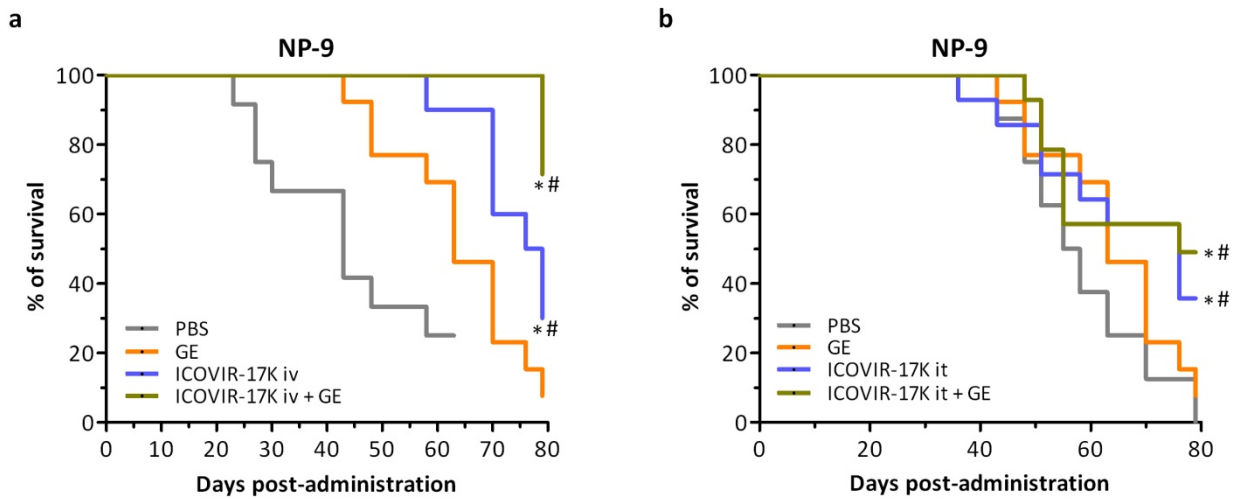 a
NP-9
% of survival
100
80
60
40
20
0
* #
* #
PBS
GE
ICOVIR-17K iv
ICOVIR-17K iv + GE
0 10 20 30 40 50 60 70 80
Days post-administration
b
NP-9
% of survival
100
80
60
40
20
0
* #
* #
PBS
GE
ICOVIR-17K it
ICOVIR-17K it + GE
0 20 40 60 80
Days post-administration